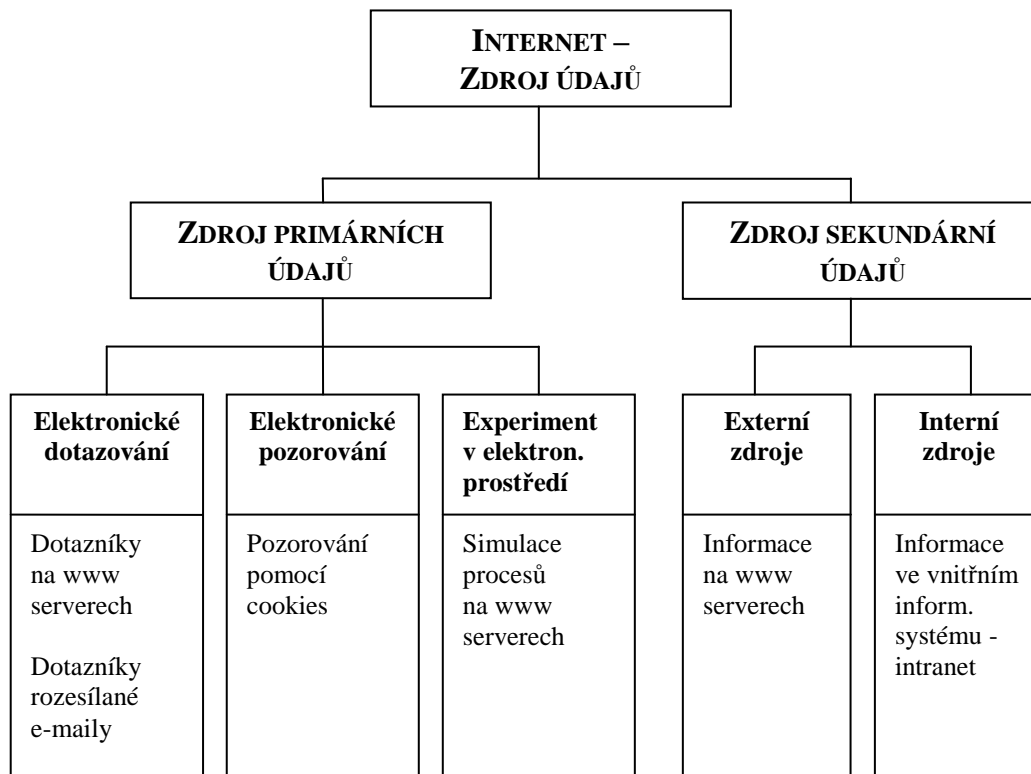 INTERNET –
ZDROJ ÚDAJŮ
ZDROJ PRIMÁRNÍCH
ÚDAJŮ
ZDROJ SEKUNDÁRNÍ
ÚDAJŮ
Elektronické
dotazování
Elektronické
pozorování
Experiment
v elektron.
prostředí
Externí
zdroje
Interní
zdroje
Dotazníky
na www
serverech
Dotazníky
rozesílané
e-maily
Pozorování
pomocí
cookies
Simulace
procesů
na www
serverech
Informace
na www
serverech
Informace
ve vnitřním
inform.
systému -
intranet